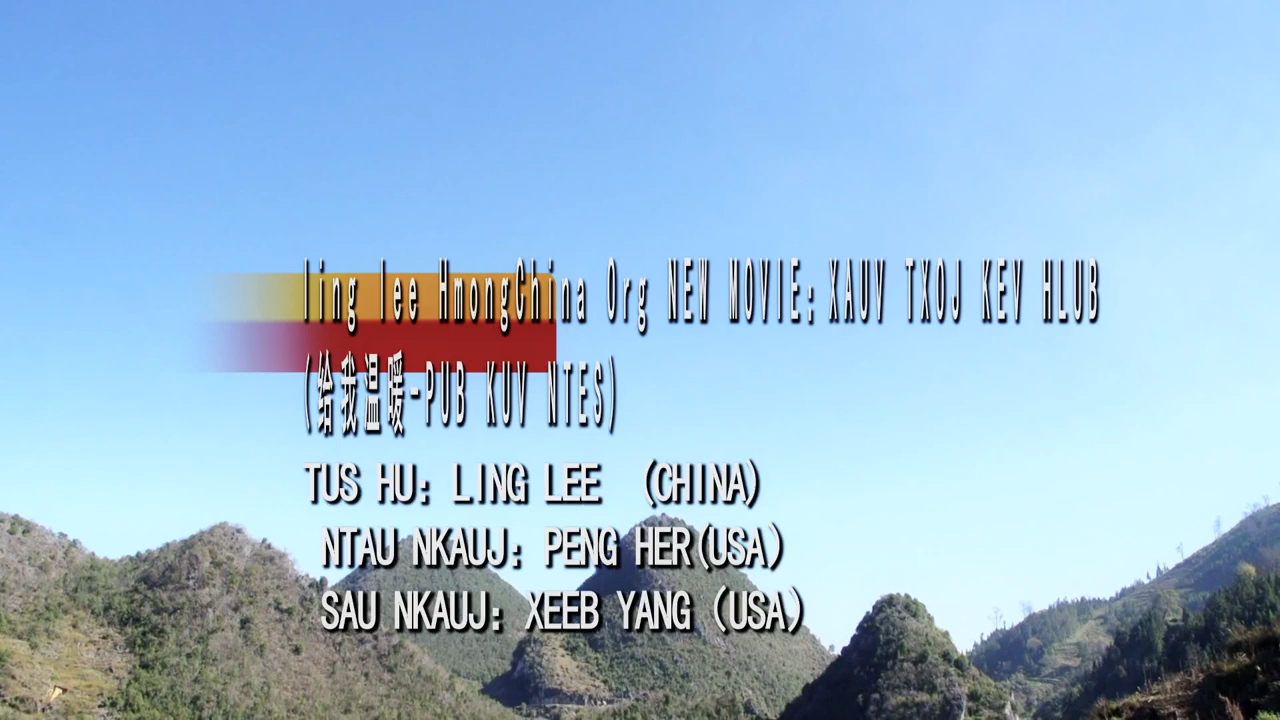 ling lee HmongChina Org NEW MOVIE:XAUV TXOJ KEV HLUB
(给我温暖-PUB KUV NTES)
TUS HU: LING LEE (CHINA)
NTAU NKAUJ: PENG HER(USA)
SAU NKAUJ: XEEB YANG (USA)